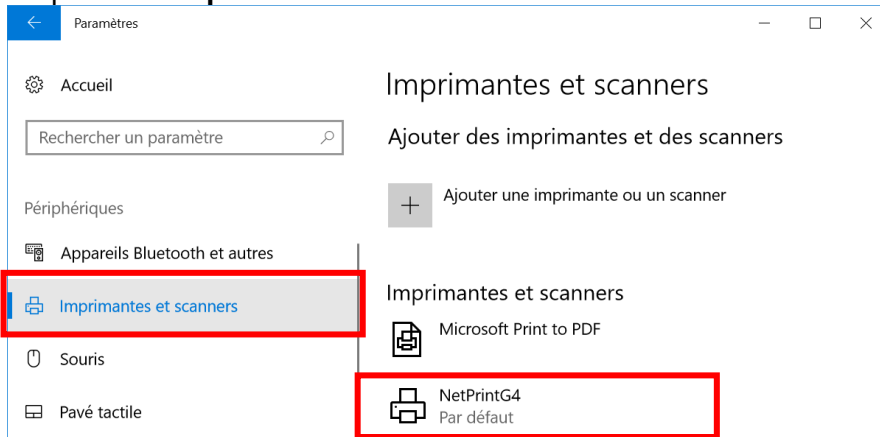 Paramètres
Accueil
Rechercher un paramètre
Périphériques
Appareils Bluetooth et autres
Imprimantes et scanners
Souris
Pavé tactile
Imprimantes et scanners
Ajouter des imprimantes et des scanners
Ajouter une imprimante ou un scanner
Imprimantes et scanners
Microsoft Print to PDF
NetPrintG4
Par défaut